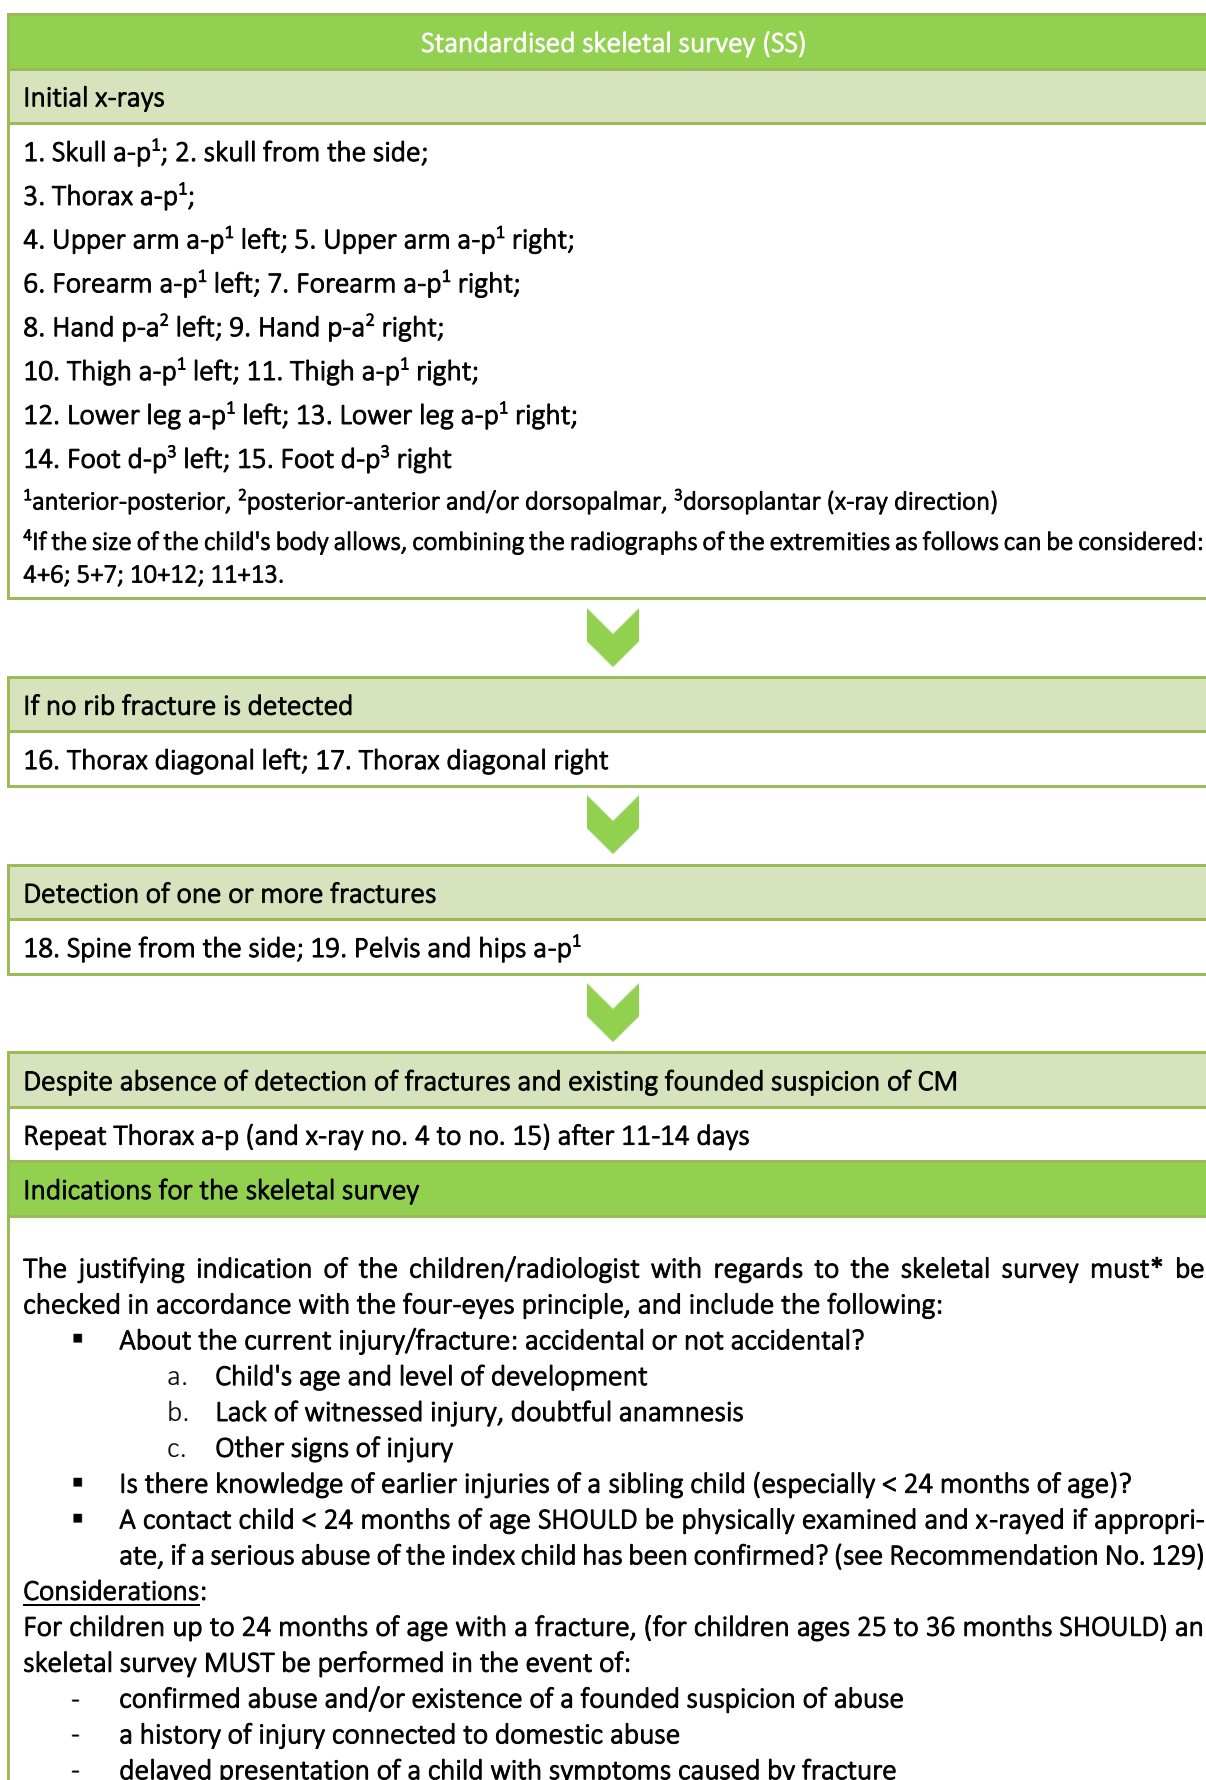 Standardised skeletal survey (SS)
Initial x-rays
1. Skull a-p¹; 2. skull from the side;
3. Thorax a-p¹;
4. Upper arm a-p¹ left; 5. Upper arm a-p¹ right;
6. Forearm a-p¹ left; 7. Forearm a-p¹ right;
8. Hand p-a² left; 9. Hand p-a² right;
10. Thigh a-p¹ left; 11. Thigh a-p¹ right;
12. Lower leg a-p¹ left; 13. Lower leg a-p¹ right;
14. Foot d-p³ left; 15. Foot d-p³ right
¹anterior-posterior, ²posterior-anterior and/or dorsopalmar, ³dorsoplantar (x-ray direction)
⁴If the size of the child's body allows, combining the radiographs of the extremities as follows can be considered:
4+6; 5+7; 10+12; 11+13.
If no rib fracture is detected
16. Thorax diagonal left; 17. Thorax diagonal right
Detection of one or more fractures
18. Spine from the side; 19. Pelvis and hips a-p¹
Despite absence of detection of fractures and existing founded suspicion of CM
Repeat Thorax a-p (and x-ray no. 4 to no. 15) after 11-14 days
Indications for the skeletal survey
The justifying indication of the children/radiologist with regards to the skeletal survey must* be
checked in accordance with the four-eyes principle, and include the following:
▪ About the current injury/fracture: accidental or not accidental?
a. Child's age and level of development
b. Lack of witnessed injury, doubtful anamnesis
c. Other signs of injury
▪ Is there knowledge of earlier injuries of a sibling child (especially < 24 months of age)?
▪ A contact child < 24 months of age SHOULD be physically examined and x-rayed if appropri-
ate, if a serious abuse of the index child has been confirmed? (see Recommendation No. 129)
Considerations:
For children up to 24 months of age with a fracture, (for children ages 25 to 36 months SHOULD) an
skeletal survey MUST be performed in the event of:
- confirmed abuse and/or existence of a founded suspicion of abuse
- a history of injury connected to domestic abuse
- delayed presentation of a child with symptoms caused by fracture